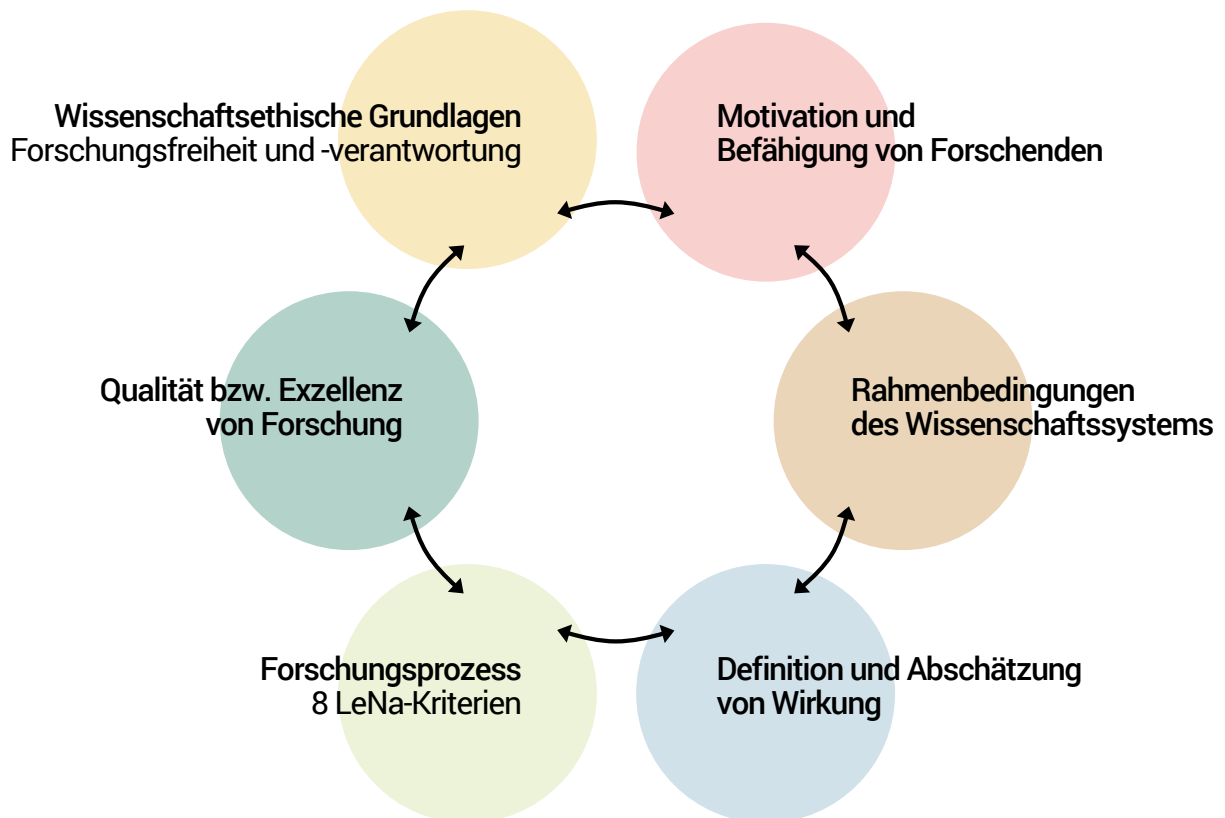 Wissenschaftsethische Grundlagen
Forschungsfreiheit und -verantwortung
Motivation und
Befähigung von Forschenden
Qualität bzw. Exzellenz
von Forschung
Rahmenbedingungen
des Wissenschaftssystems
Forschungsprozess
8 LeNa-Kriterien
Definition und Abschätzung
von Wirkung